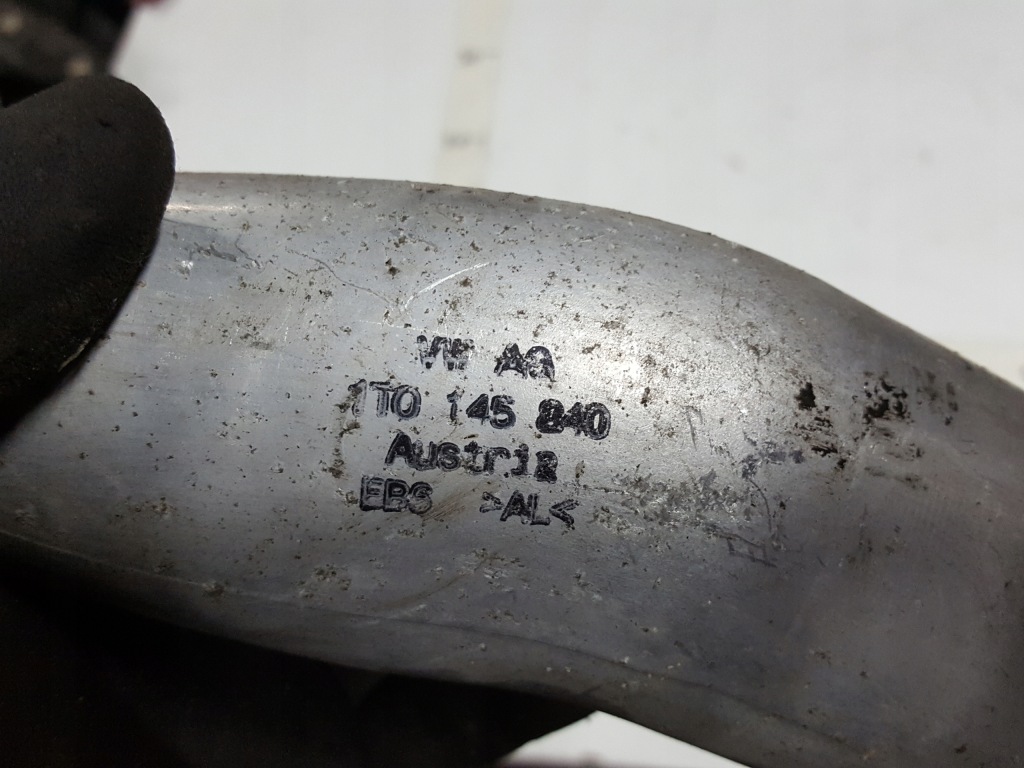 VW AG
1T0 145 840
Austria
EBS >AL<